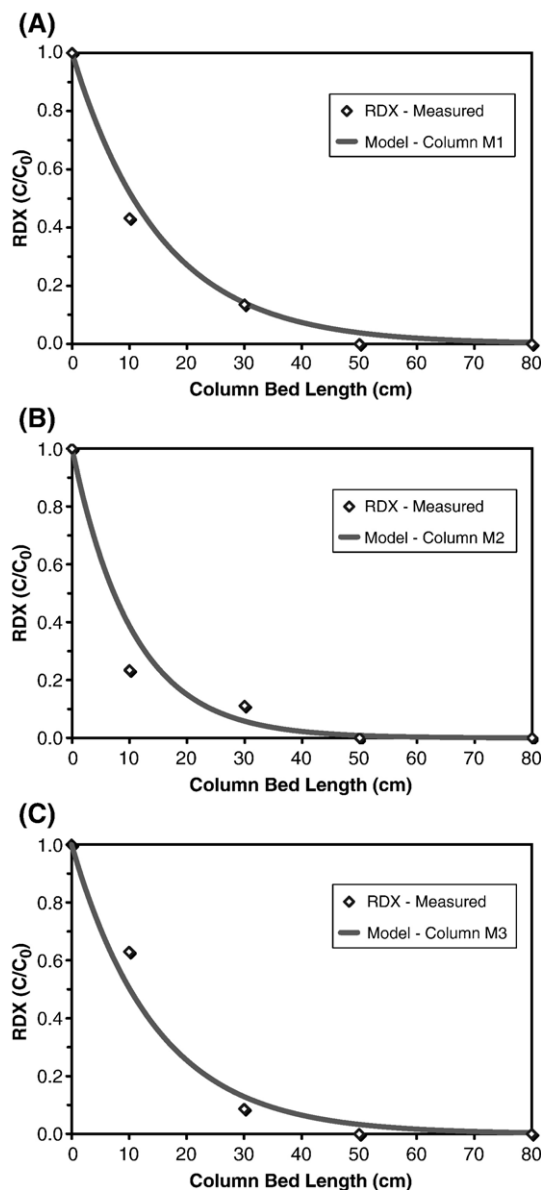 (A)
1.0
0.8
0.6
0.4
0.2
0.0
RDX (C/C₀)
RDX - Measured
Model - Column M1
0 10 20 30 40 50 60 70 80
Column Bed Length (cm)
(B)
1.0
0.8
0.6
0.4
0.2
0.0
RDX (C/C₀)
RDX - Measured
Model - Column M2
0 10 20 30 40 50 60 70 80
Column Bed Length (cm)
(C)
1.0
0.8
0.6
0.4
0.2
0.0
RDX (C/C₀)
RDX - Measured
Model - Column M3
0 10 20 30 40 50 60 70 80
Column Bed Length (cm)